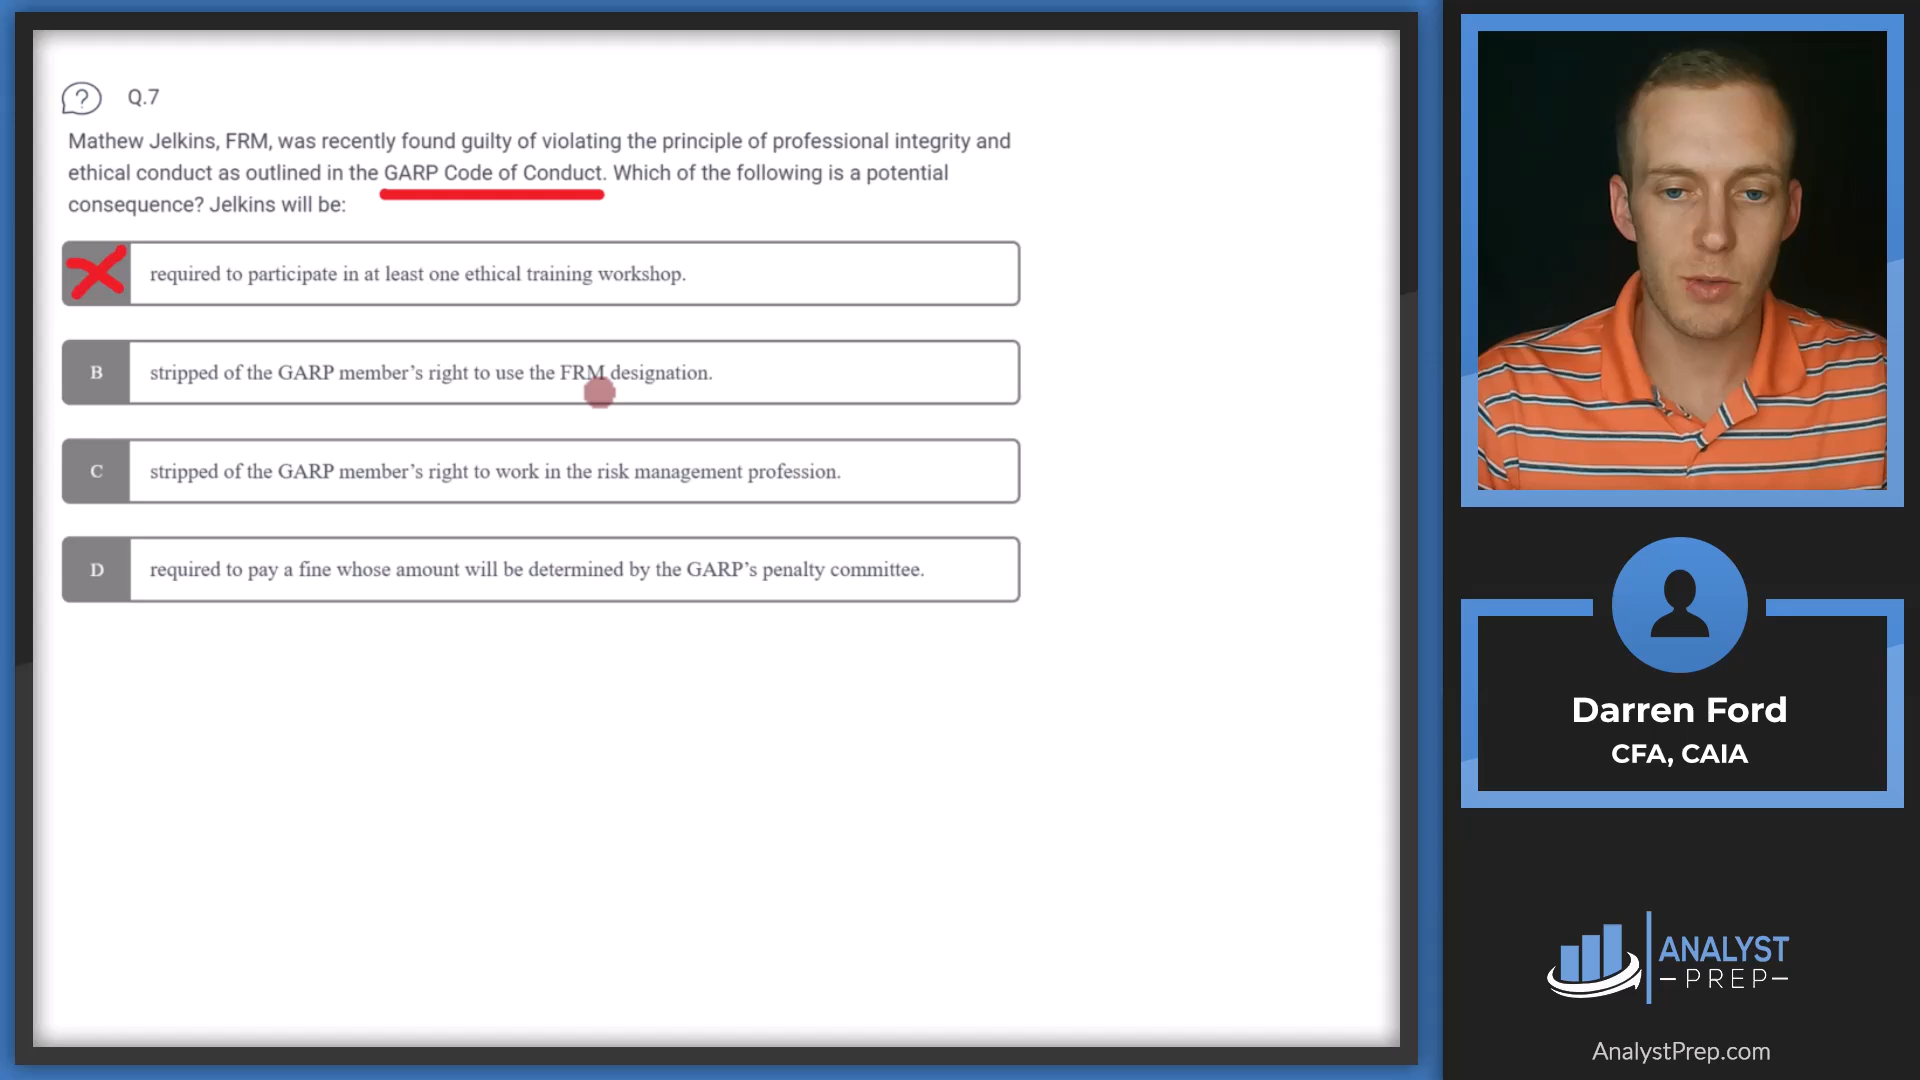 ?
Q.7
Mathew Jelkins, FRM, was recently found guilty of violating the principle of professional integrity and
ethical conduct as outlined in the GARP Code of Conduct. Which of the following is a potential
consequence? Jelkins will be:
required to participate in at least one ethical training workshop.
B
stripped of the GARP member’s right to use the FRM designation.
C
stripped of the GARP member’s right to work in the risk management profession.
D
required to pay a fine whose amount will be determined by the GARP’s penalty committee.
Darren Ford
CFA, CAIA
ANALYST
PREP
AnalystPrep.com